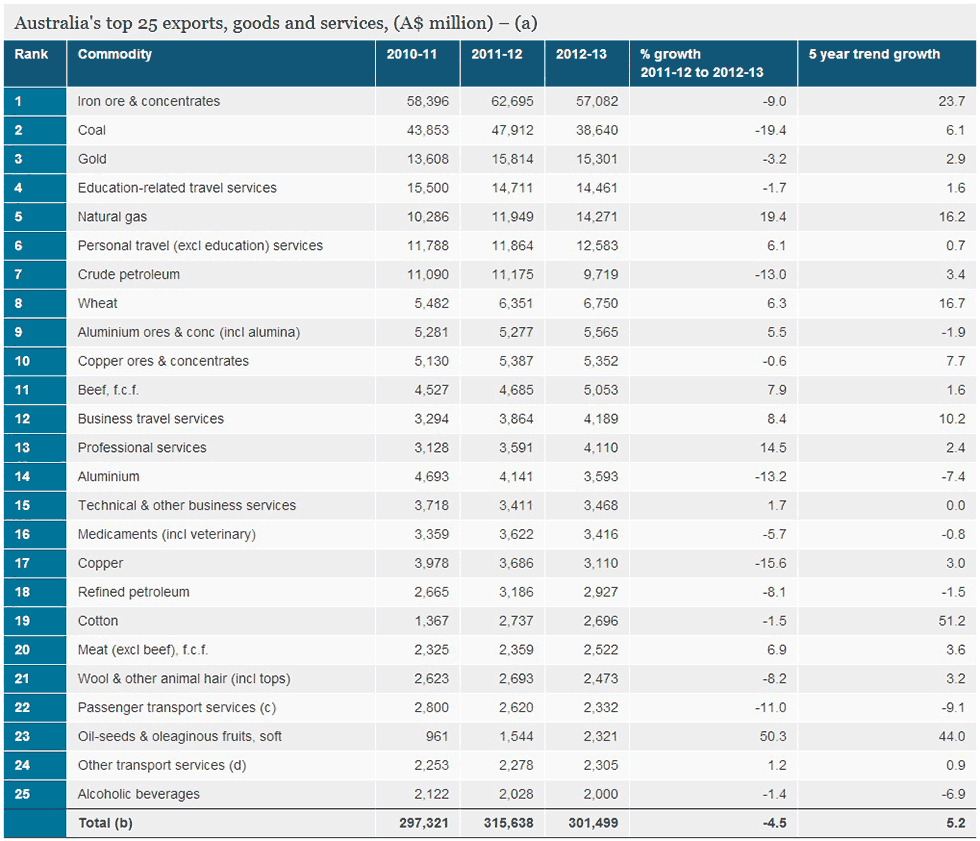 Australia's top 25 exports, goods and services, (A$ million) – (a)
Rank Commodity 2010-11 2011-12 2012-13 % growth 2011-12 to 2012-13 5 year trend growth
1 Iron ore & concentrates 58,396 62,695 57,082 -9.0 23.7
2 Coal 43,853 47,912 38,640 -19.4 6.1
3 Gold 13,608 15,814 15,301 -3.2 2.9
4 Education-related travel services 15,500 14,711 14,461 -1.7 1.6
5 Natural gas 10,286 11,949 14,271 19.4 16.2
6 Personal travel (excl education) services 11,788 11,864 12,583 6.1 0.7
7 Crude petroleum 11,090 11,175 9,719 -13.0 3.4
8 Wheat 5,482 6,351 6,750 6.3 16.7
9 Aluminium ores & conc (incl alumina) 5,281 5,277 5,565 5.5 -1.9
10 Copper ores & concentrates 5,130 5,387 5,352 -0.6 7.7
11 Beef, f.c.f. 4,527 4,685 5,053 7.9 1.6
12 Business travel services 3,294 3,864 4,189 8.4 10.2
13 Professional services 3,128 3,591 4,110 14.5 2.4
14 Aluminium 4,693 4,141 3,593 -13.2 -7.4
15 Technical & other business services 3,718 3,411 3,468 1.7 0.0
16 Medicaments (incl veterinary) 3,359 3,622 3,416 -5.7 -0.8
17 Copper 3,978 3,686 3,110 -15.6 3.0
18 Refined petroleum 2,665 3,186 2,927 -8.1 -1.5
19 Cotton 1,367 2,737 2,696 -1.5 51.2
20 Meat (excl beef), f.c.f. 2,325 2,359 2,522 6.9 3.6
21 Wool & other animal hair (incl tops) 2,623 2,693 2,473 -8.2 3.2
22 Passenger transport services (c) 2,800 2,620 2,332 -11.0 -9.1
23 Oil-seeds & oleaginous fruits, soft 961 1,544 2,321 50.3 44.0
24 Other transport services (d) 2,253 2,278 2,305 1.2 0.9
25 Alcoholic beverages 2,122 2,028 2,000 -1.4 -6.9
Total (b) 297,321 315,638 301,499 -4.5 5.2